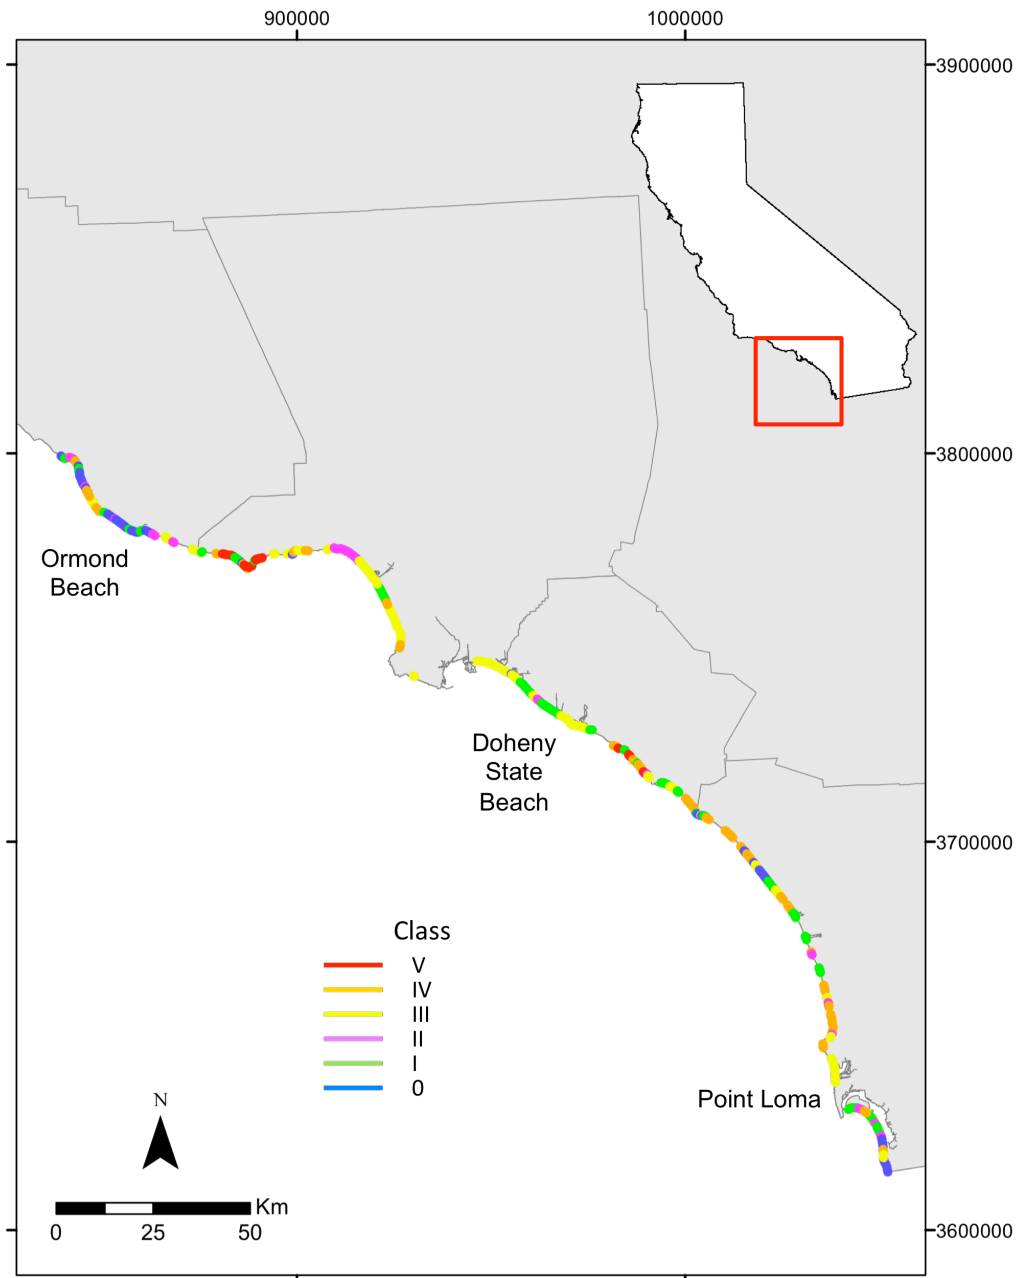 900000
1000000
3900000
3800000
Ormond
Beach
Doheny
State
Beach
3700000
Class
V
IV
III
II
I
0
N
Point Loma
Km
0
25
50
3600000